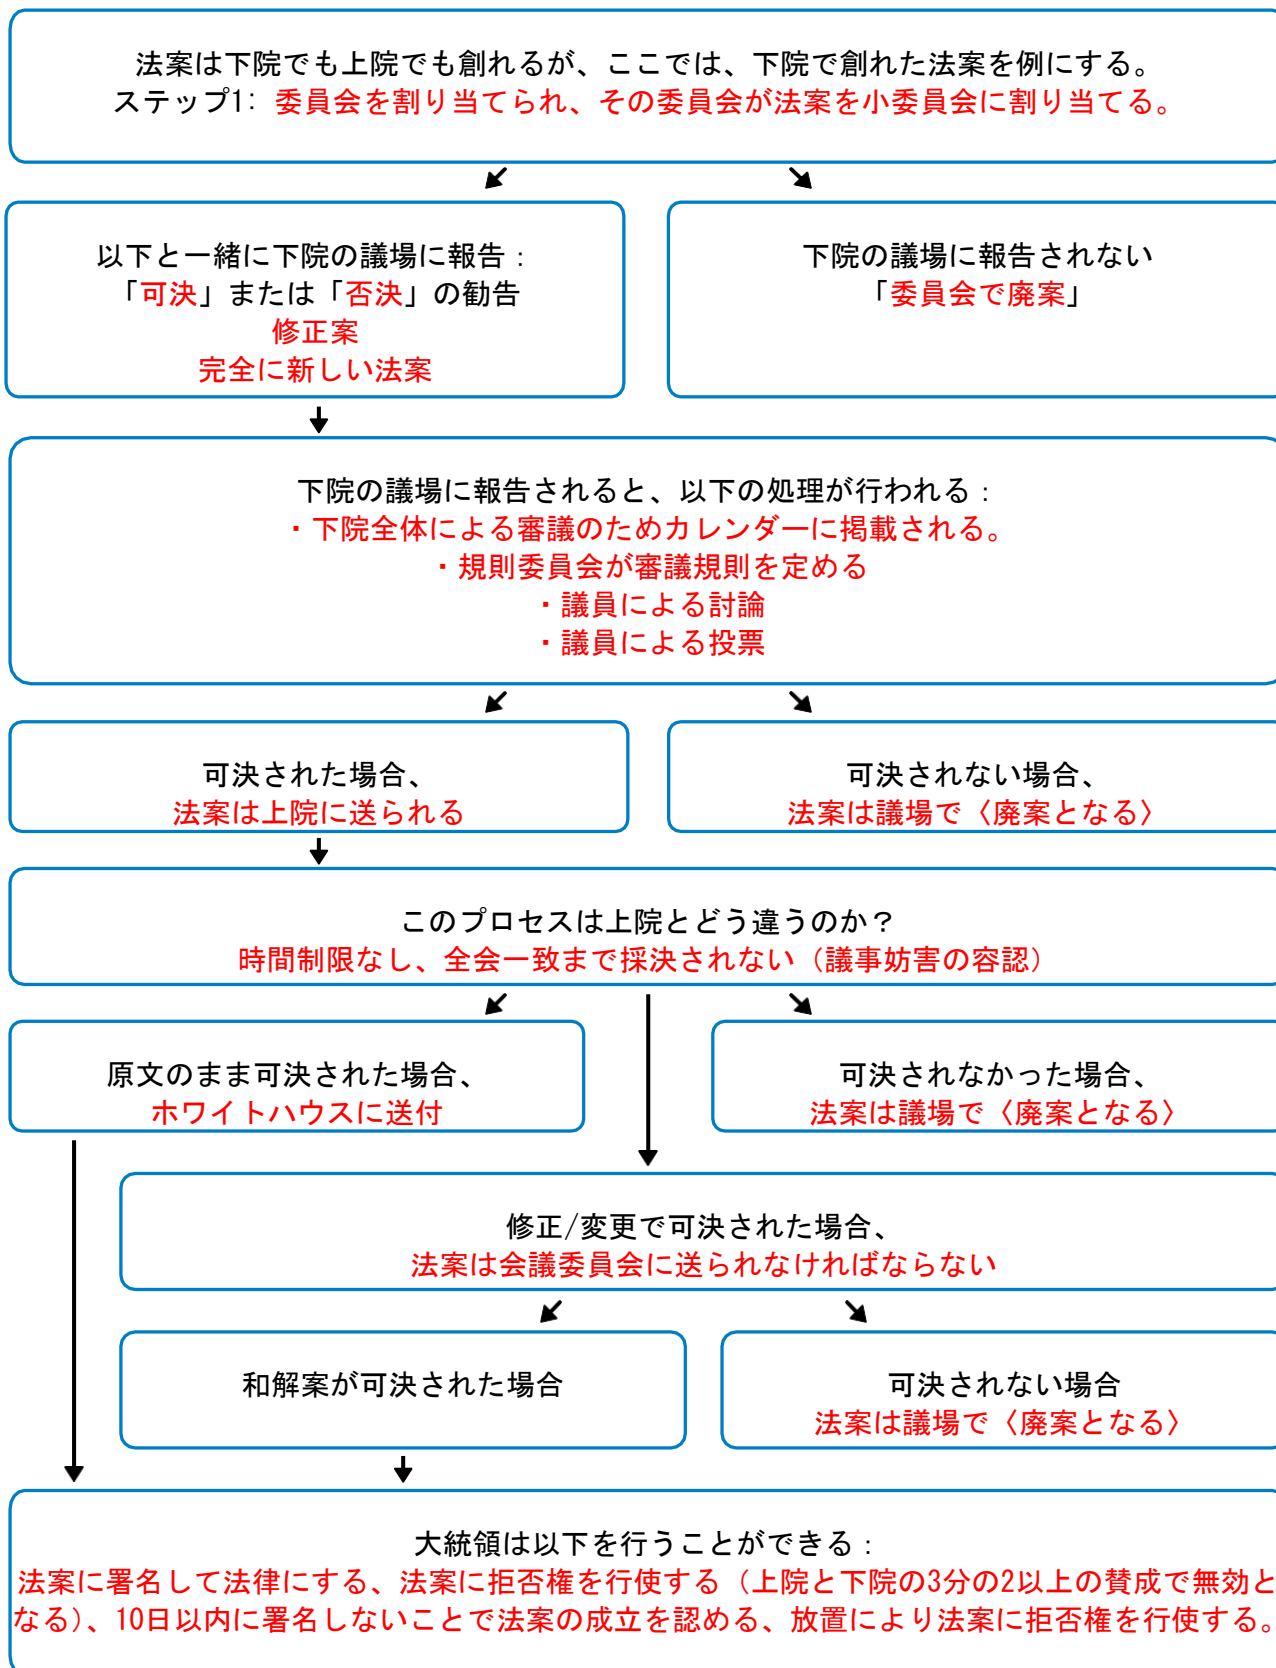 法案は下院でも上院でも創れるが、ここでは、下院で創れた法案を例にする。
ステップ1: 委員会を割り当てられ、その委員会が法案を小委員会に割り当てる。
以下と一緒に下院の議場に報告：
「可決」または「否決」の勧告
修正案
完全に新しい法案
下院の議場に報告されない
「委員会で廃案」
下院の議場に報告されると、以下の処理が行われる：
・下院全体による審議のためカレンダーに掲載される。
・規則委員会が審議規則を定める
・議員による討論
・議員による投票
可決された場合、
法案は上院に送られる
可決されない場合、
法案は議場で〈廃案となる〉
このプロセスは上院とどう違うのか？
時間制限なし、全会一致まで採決されない（議事妨害の容認）
原文のまま可決された場合、
ホワイトハウスに送付
可決されなかった場合、
法案は議場で〈廃案となる〉
修正/変更で可決された場合、
法案は会議委員会に送られなければならない
和解案が可決された場合
可決されない場合
法案は議場で〈廃案となる〉
大統領は以下を行うことができる：
法案に署名して法律にする、法案に拒否権を行使する（上院と下院の3分の2以上の賛成で無効と
なる）、10日以内に署名しないことで法案の成立を認める、放置により法案に拒否権を行使する。